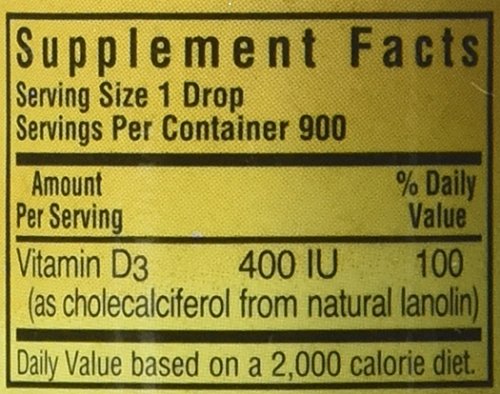 Supplement Facts
Serving Size 1 Drop
Servings Per Container 900
Amount % Daily
Per Serving Value
Vitamin D3 400 IU 100
(as cholecalciferol from natural lanolin)
Daily Value based on a 2,000 calorie diet.